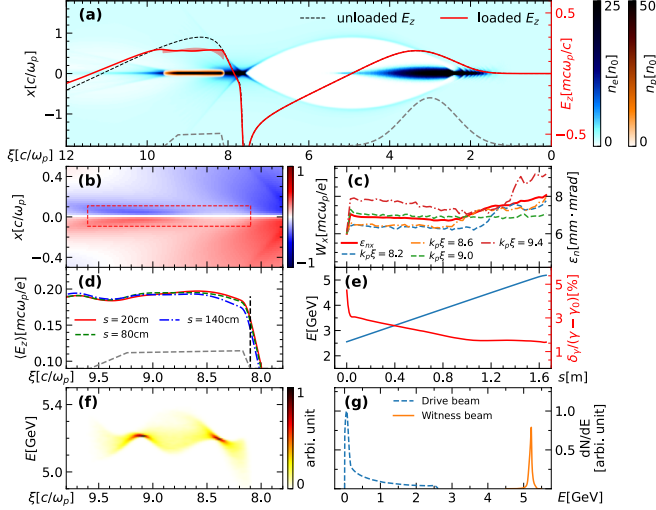 (a)
--- unloaded E_z
— loaded E_z
x[c/ω_p]
1
0
−1
ξ[c/ω_p]
12
10
8
6
4
2
0
0.5
0.0
−0.5
E_z[mcω_p/e]
25
0
n_e[n_0]
50
0
n_p[n_0]
(b)
x[c/ω_p]
0.4
0.0
−0.4
1
0
−1
W_x[mcω_p/e]
(c)
8
6
ε_n[mm · mrad]
ε_nx
k_pξ = 8.2
k_pξ = 8.6
k_pξ = 9.0
k_pξ = 9.4
(d)
⟨E_z⟩[mcω_p/e]
0.20
0.15
0.10
s = 20cm
s = 80cm
s = 140cm
ξ[c/ω_p]
9.5
9.0
8.5
8.0
(e)
E[GeV]
5
4
3
2
0.0
0.4
0.8
1.2
1.6
s[m]
5
3
1
δ_γ/(γ − γ_0)[%]
(f)
E[GeV]
5.4
5.2
5.0
ξ[c/ω_p]
9.5
9.0
8.5
8.0
1
0
arbi. unit
(g)
Drive beam
Witness beam
0
1
2
3
4
5
E[GeV]
1.0
0.5
0.0
dN/dE
[arbi. unit]